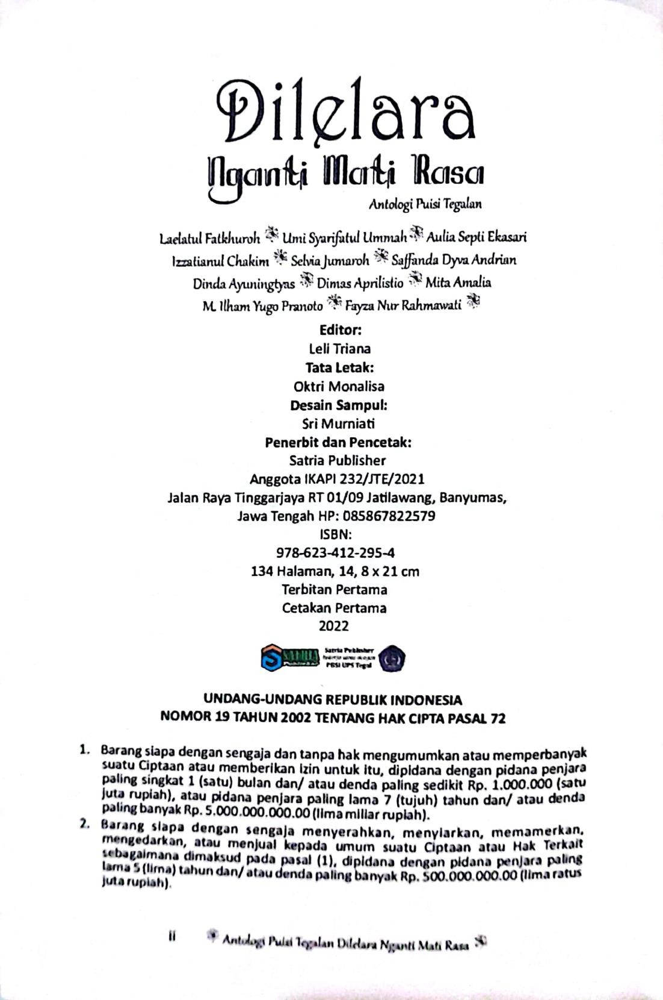 Dilelara
Nganti Mati Rasa
Antologi Puisi Tegalan
Laelatul Fatkhuroh Umi Syarifatul Ummah Aulia Septi Ekasari
Izzatianul Chakim Selvia Jumaroh Saffanda Dyva Andrian
Dinda Ayuningtyas Dimas Aprilistio Mita Amalia
M. Ilham Yugo Pranoto Fayza Nur Rahmawati
Editor:
Leli Triana
Tata Letak:
Oktri Monalisa
Desain Sampul:
Sri Murniati
Penerbit dan Pencetak:
Satria Publisher
Anggota IKAPI 232/JTE/2021
Jalan Raya Tinggarjaya RT 01/09 Jatilawang, Banyumas,
Jawa Tengah HP: 085867822579
ISBN:
978-623-412-295-4
134 Halaman, 14, 8 x 21 cm
Terbitan Pertama
Cetakan Pertama
2022
SATRIA
Publisher
Satria Publisher
PBSI UPS Tegal
UNDANG-UNDANG REPUBLIK INDONESIA
NOMOR 19 TAHUN 2002 TENTANG HAK CIPTA PASAL 72
1. Barang siapa dengan sengaja dan tanpa hak mengumumkan atau memperbanyak
suatu Ciptaan atau memberikan izin untuk itu, dipidana dengan pidana penjara
paling singkat 1 (satu) bulan dan/ atau denda paling sedikit Rp. 1.000.000 (satu
juta rupiah), atau pidana penjara paling lama 7 (tujuh) tahun dan/ atau denda
paling banyak Rp. 5.000.000.000.00 (lima miliar rupiah).
2. Barang siapa dengan sengaja menyerahkan, menyiarkan, memamerkan,
mengedarkan, atau menjual kepada umum suatu Ciptaan atau Hak Terkait
sebagaimana dimaksud pada pasal (1), dipidana dengan pidana penjara paling
lama 5 (lima) tahun dan/ atau denda paling banyak Rp. 500.000.000.00 (lima ratus
juta rupiah).
ii Antologi Puisi Tegalan Dilelara Nganti Mati Rasa